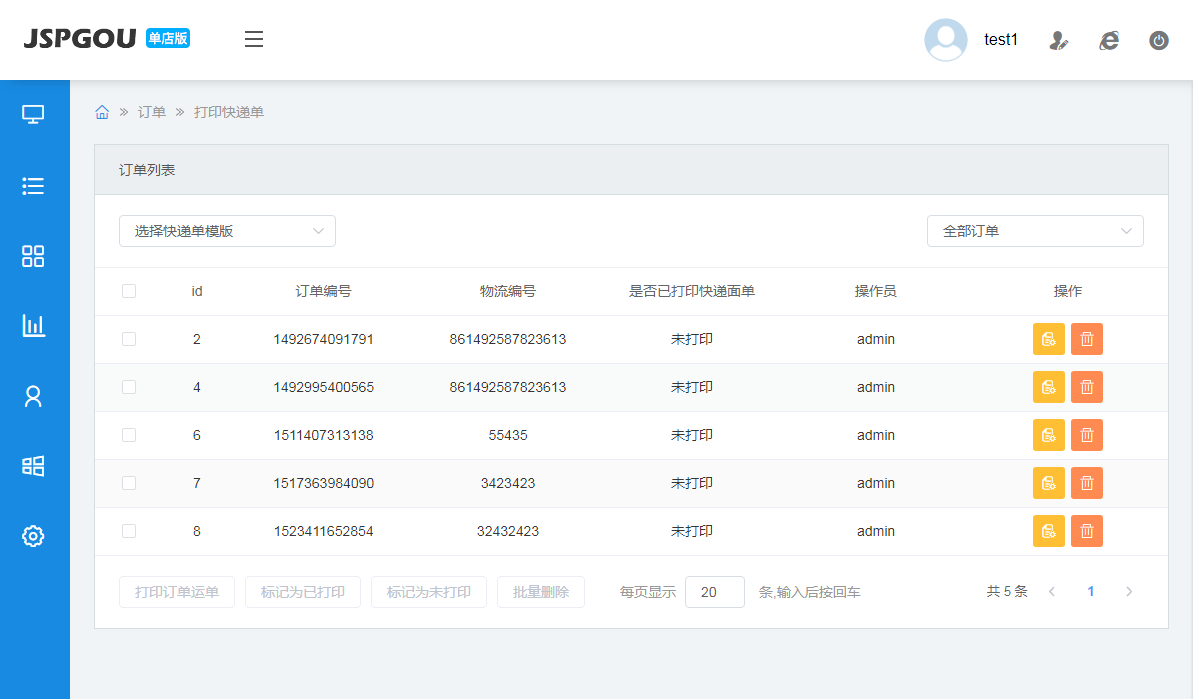 JSPGOU 单店版
test1
订单 打印快递单
订单列表
选择快递单模版 全部订单
id 订单编号 物流编号 是否已打印快递面单 操作员 操作
2 1492674091791 861492587823613 未打印 admin
4 1492995400565 861492587823613 未打印 admin
6 1511407313138 55435 未打印 admin
7 1517363984090 3423423 未打印 admin
8 1523411652854 32432423 未打印 admin
打印订单运单 标记为已打印 标记为未打印 批量删除 每页显示 20 条,输入后按回车 共 5 条 1